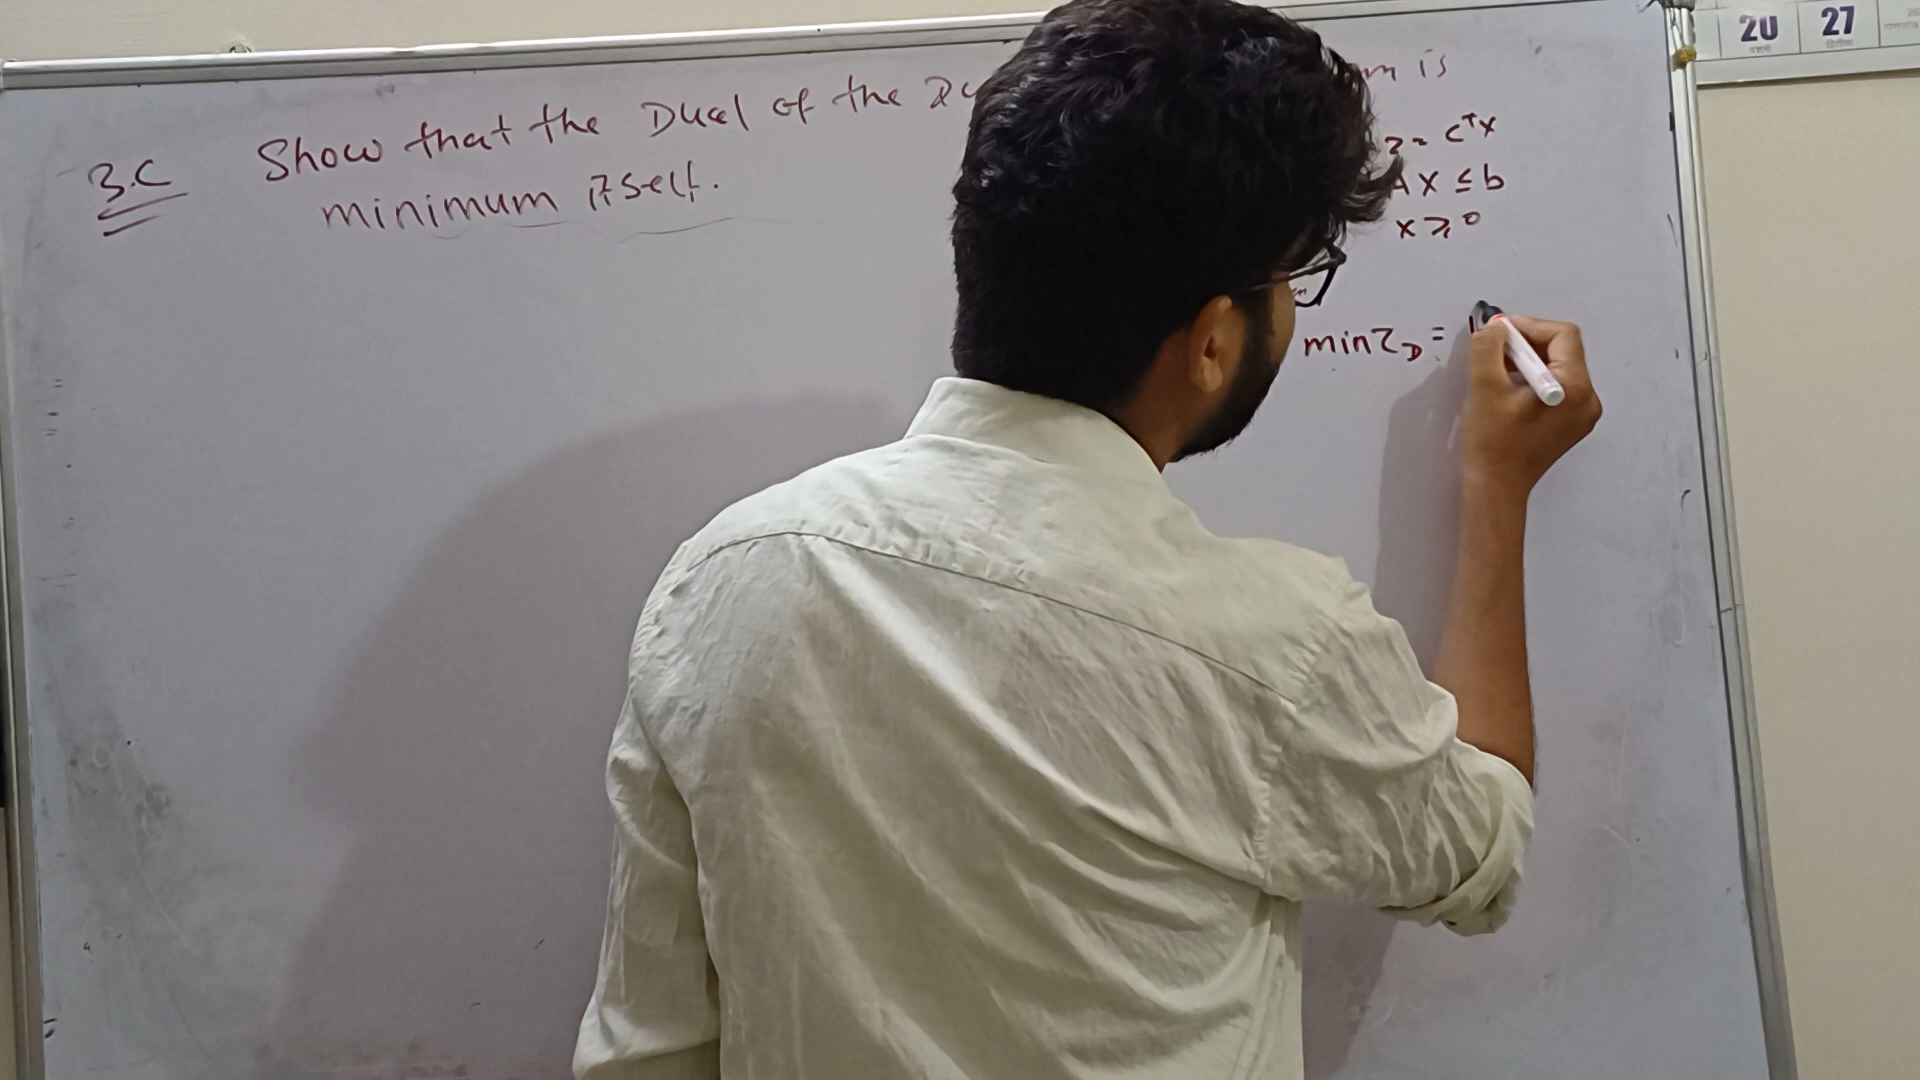 3.C Show that the Dual of the is
minimum itself.
z = cᵀx
AX ≤ b
x ≥ 0
min Z_D =
20 27